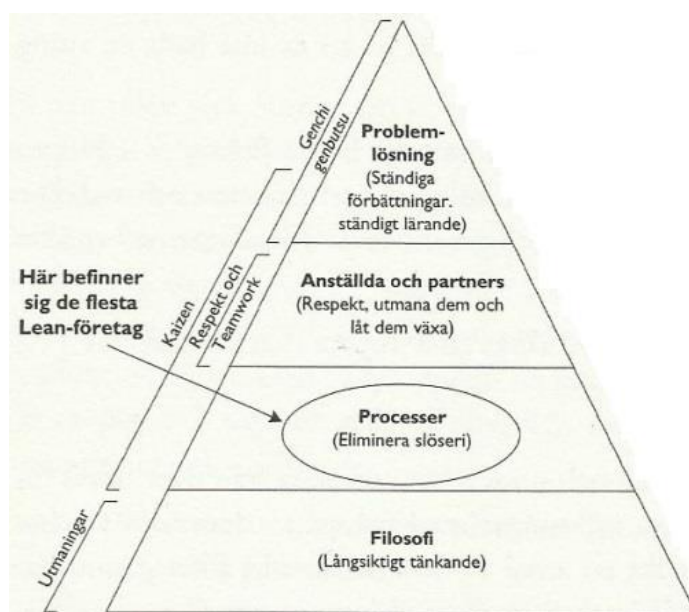 Genchi
genbutsu
Problem-
lösning
(Ständiga
förbättningar.
ständigt lärande)
Här befinner
sig de flesta
Lean-företag
Kaizen
Respekt och
Teamwork
Anställda och partners
(Respekt, utmana dem och
låt dem växa)
Processer
(Eliminera slöseri)
Utmaningar
Filosofi
(Långsiktigt tänkande)